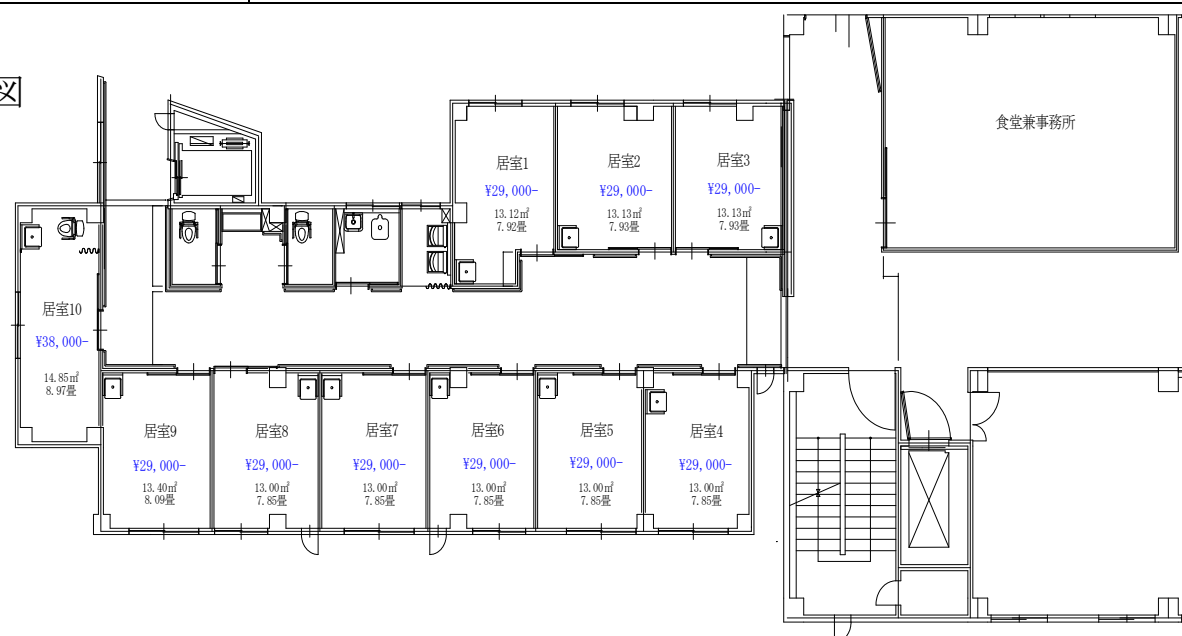 図
食堂兼事務所
居室1
¥29,000-
13.12㎡
7.92畳
居室2
¥29,000-
13.13㎡
7.93畳
居室3
¥29,000-
13.13㎡
7.93畳
居室10
¥38,000-
14.85㎡
8.97畳
居室9
¥29,000-
13.40㎡
8.09畳
居室8
¥29,000-
13.00㎡
7.85畳
居室7
¥29,000-
13.00㎡
7.85畳
居室6
¥29,000-
13.00㎡
7.85畳
居室5
¥29,000-
13.00㎡
7.85畳
居室4
¥29,000-
13.00㎡
7.85畳